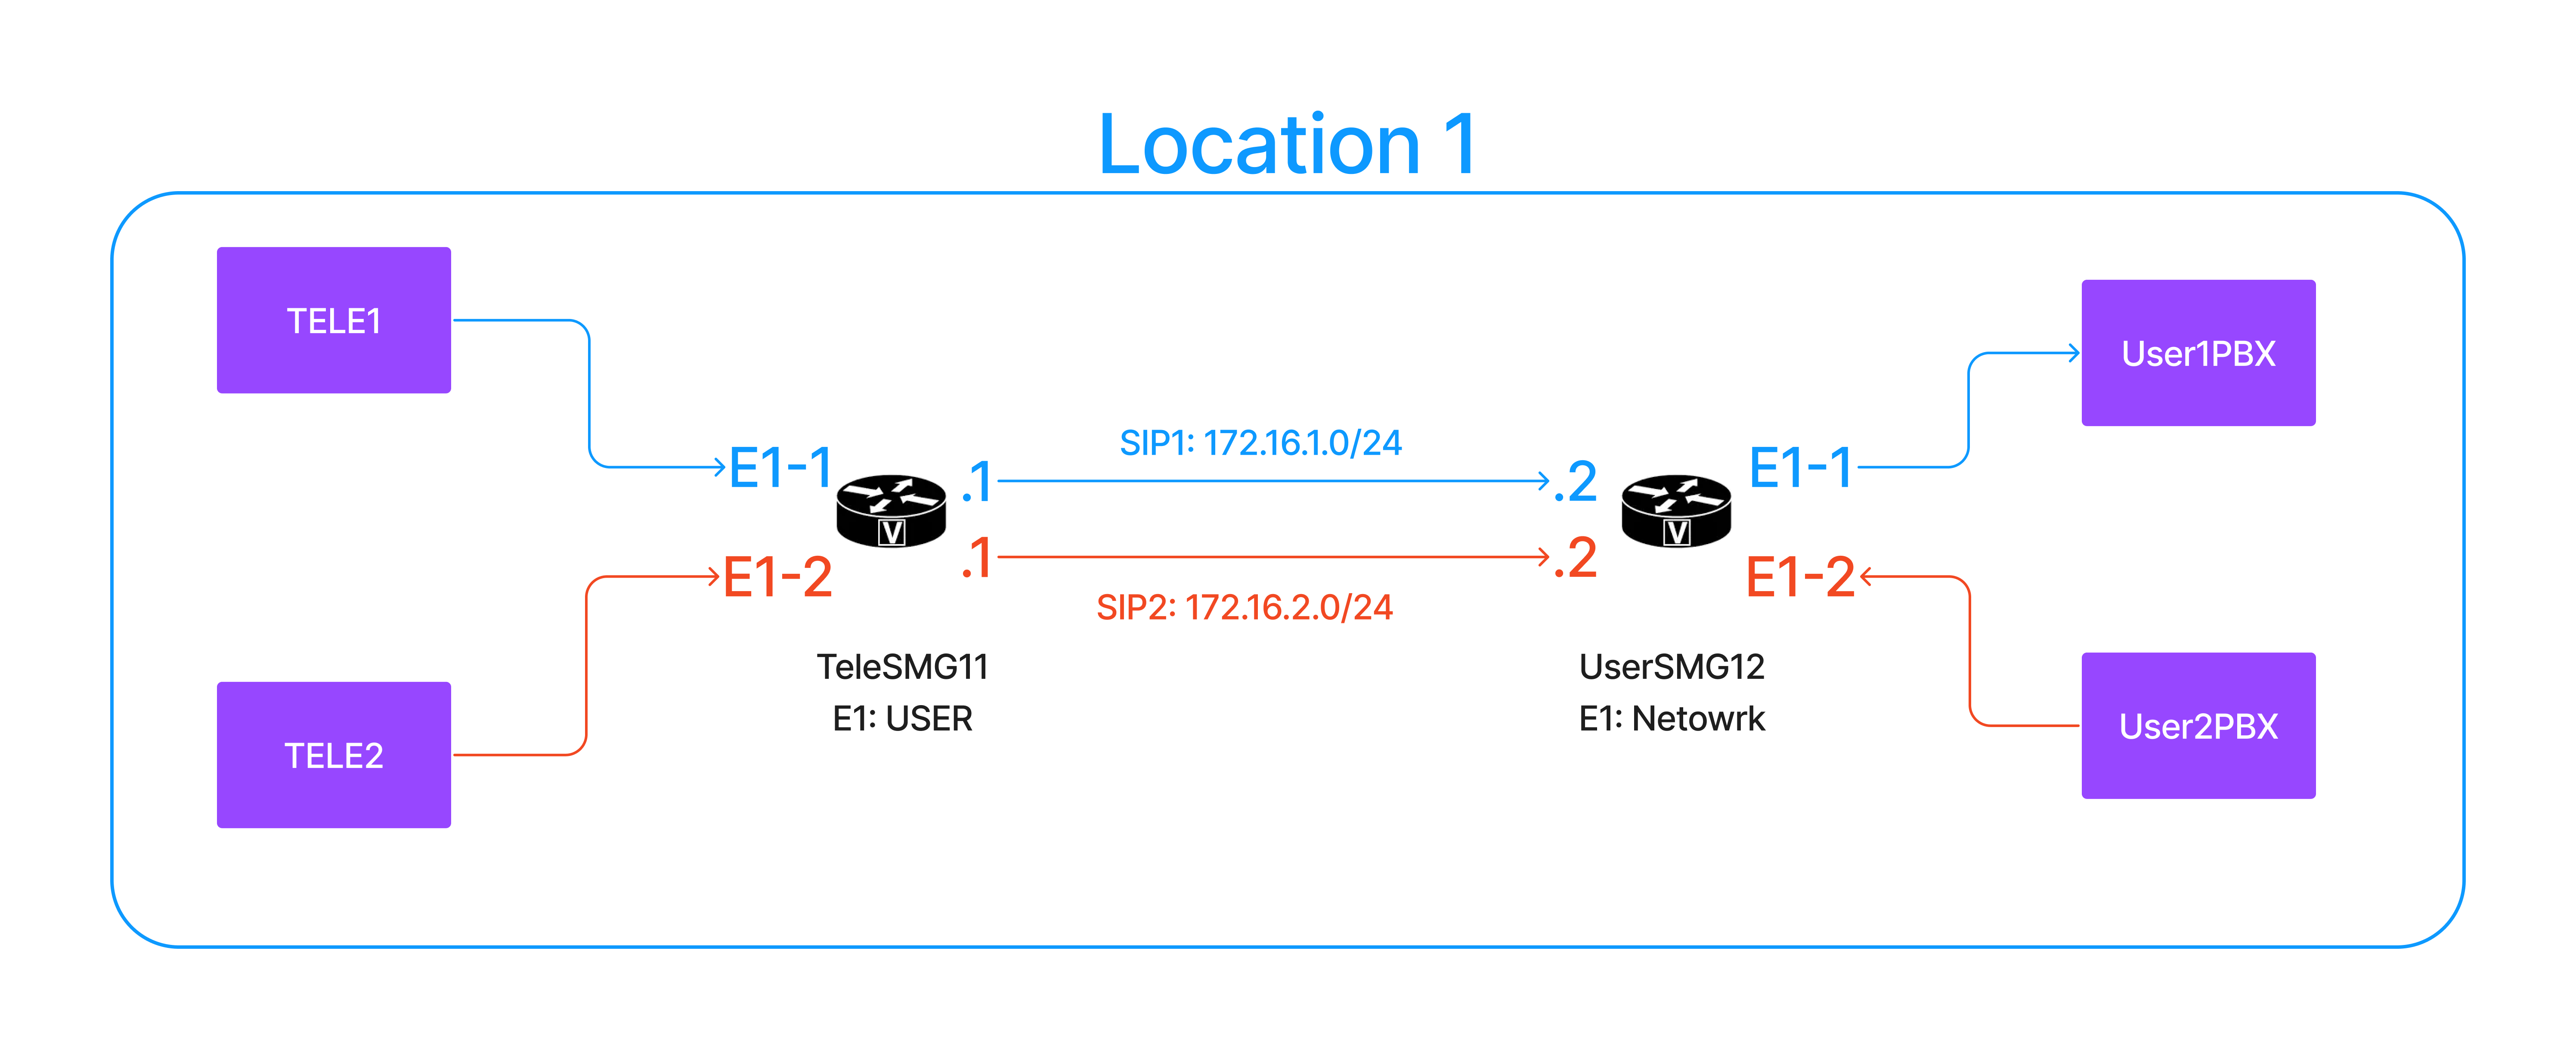 Location 1
TELE1
User1PBX
SIP1: 172.16.1.0/24
E1-1
.1
.2
E1-1
V
V
E1-2
.1
.2
E1-2
SIP2: 172.16.2.0/24
TeleSMG11
E1: USER
UserSMG12
E1: Netowrk
TELE2
User2PBX